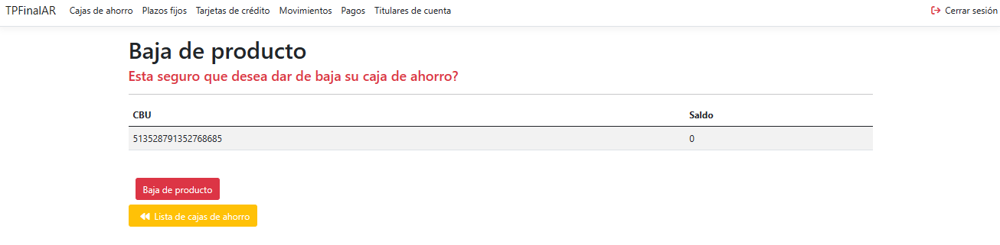 TPFinalAR Cajas de ahorro Plazos fijos Tarjetas de crédito Movimientos Pagos Titulares de cuenta Cerrar sesión
Baja de producto
Esta seguro que desea dar de baja su caja de ahorro?
CBU Saldo
513528791352768685 0
Baja de producto
Lista de cajas de ahorro